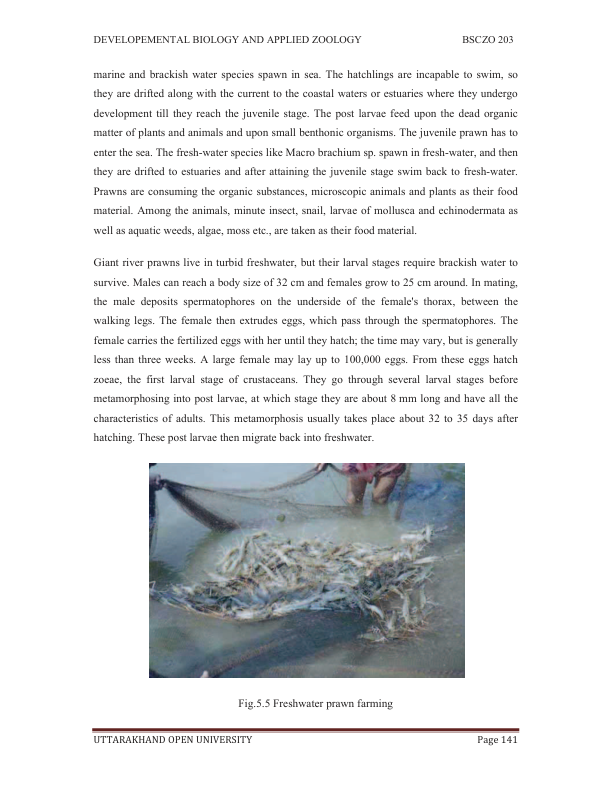 DEVELOPEMENTAL BIOLOGY AND APPLIED ZOOLOGY BSCZO 203
marine and brackish water species spawn in sea. The hatchlings are incapable to swim, so
they are drifted along with the current to the coastal waters or estuaries where they undergo
development till they reach the juvenile stage. The post larvae feed upon the dead organic
matter of plants and animals and upon small benthonic organisms. The juvenile prawn has to
enter the sea. The fresh-water species like Macro brachium sp. spawn in fresh-water, and then
they are drifted to estuaries and after attaining the juvenile stage swim back to fresh-water.
Prawns are consuming the organic substances, microscopic animals and plants as their food
material. Among the animals, minute insect, snail, larvae of mollusca and echinodermata as
well as aquatic weeds, algae, moss etc., are taken as their food material.
Giant river prawns live in turbid freshwater, but their larval stages require brackish water to
survive. Males can reach a body size of 32 cm and females grow to 25 cm around. In mating,
the male deposits spermatophores on the underside of the female's thorax, between the
walking legs. The female then extrudes eggs, which pass through the spermatophores. The
female carries the fertilized eggs with her until they hatch; the time may vary, but is generally
less than three weeks. A large female may lay up to 100,000 eggs. From these eggs hatch
zoeae, the first larval stage of crustaceans. They go through several larval stages before
metamorphosing into post larvae, at which stage they are about 8 mm long and have all the
characteristics of adults. This metamorphosis usually takes place about 32 to 35 days after
hatching. These post larvae then migrate back into freshwater.
Fig.5.5 Freshwater prawn farming
UTTARAKHAND OPEN UNIVERSITY Page 141